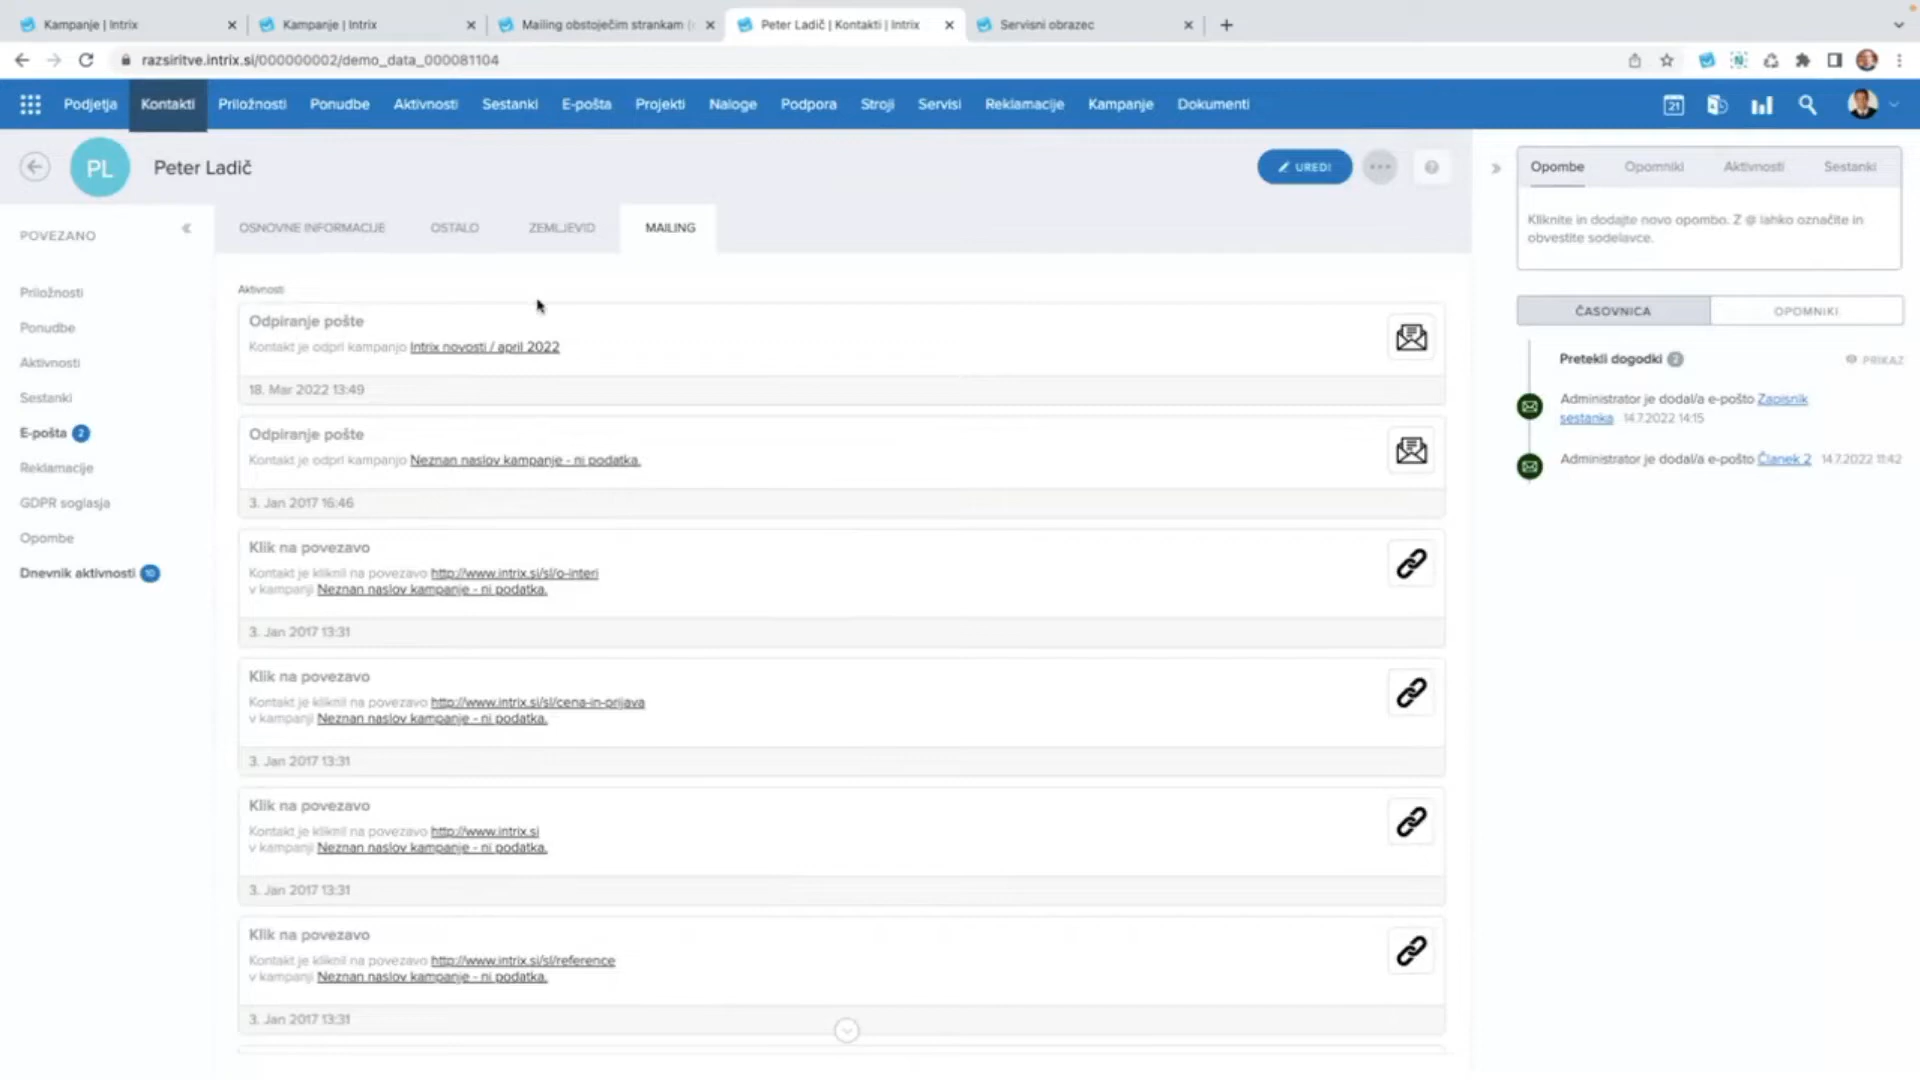 Kampanje | Intrix
Kampanje | Intrix
Mailing obstoječim strankam
Peter Ladič | Kontakti | Intrix
Servisni obrazec
razsiritve.intrix.si/000000002/demo_data_000081104
Podjetja
Kontakti
Priložnosti
Ponudbe
Aktivnosti
Sestanki
E-pošta
Projekti
Naloge
Podpora
Stroji
Servisi
Reklamacije
Kampanje
Dokumenti
21
PL
Peter Ladič
UREDI
POVEZANO
Priložnosti
Ponudbe
Aktivnosti
Sestanki
E-pošta 2
Reklamacije
GDPR soglasja
Opombe
Dnevnik aktivnosti 10
OSNOVNE INFORMACIJE
OSTALO
ZEMLJEVID
MAILING
Aktivnosti
Odpiranje pošte
Kontakt je odprl kampanjo Intrix novosti / april 2022
18. Mar 2022 13:49
Odpiranje pošte
Kontakt je odprl kampanjo Neznan naslov kampanje - ni podatka.
3. Jan 2017 16:46
Klik na povezavo
Kontakt je kliknil na povezavo http://www.intrix.si/sl/o-interi
v kampanji Neznan naslov kampanje - ni podatka.
3. Jan 2017 13:31
Klik na povezavo
Kontakt je kliknil na povezavo http://www.intrix.si/sl/cena-in-prijava
v kampanji Neznan naslov kampanje - ni podatka.
3. Jan 2017 13:31
Klik na povezavo
Kontakt je kliknil na povezavo http://www.intrix.si
v kampanji Neznan naslov kampanje - ni podatka.
3. Jan 2017 13:31
Klik na povezavo
Kontakt je kliknil na povezavo http://www.intrix.si/sl/reference
v kampanji Neznan naslov kampanje - ni podatka.
3. Jan 2017 13:31
Opombe
Opomniki
Aktivnosti
Sestanki
Kliknite in dodajte novo opombo. Z @ lahko označite in
obvestite sodelavce.
ČASOVNICA
OPOMNIKI
Pretekli dogodki 2
PRIKAZ
Administrator je dodal/a e-pošto Zapisnik
sestanka 14.7.2022 14:15
Administrator je dodal/a e-pošto Članek 2 14.7.2022 11:42